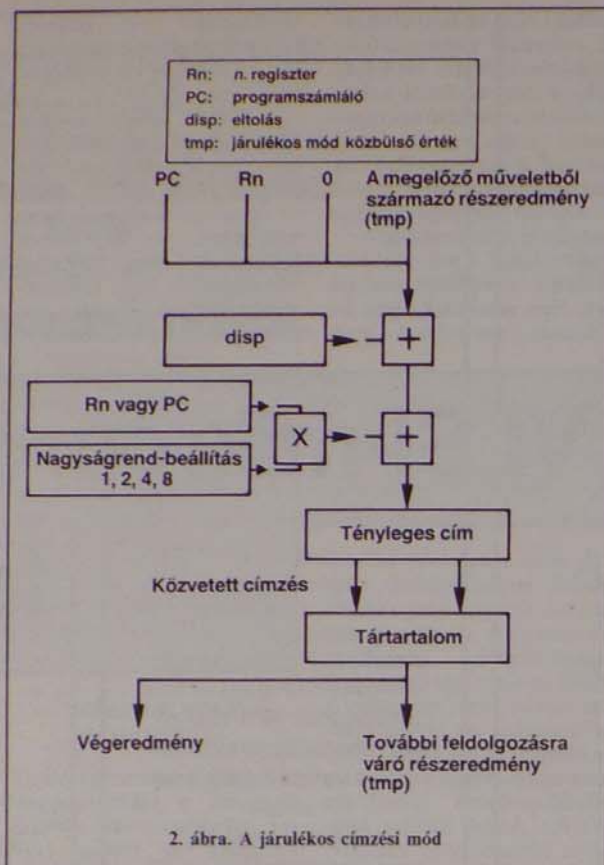 Rn: n. regiszter
PC: programszámláló
disp: eltolás
tmp: járulékos mód közbülső érték
PC Rn 0 A megelőző műveletből
származó részeredmény
(tmp)
disp
+
Rn vagy PC
X
+
Nagyságrend-beállítás
1, 2, 4, 8
Tényleges cím
Közvetett címzés
Tártartalom
Végeredmény
További feldolgozásra
váró részeredmény
(tmp)
2. ábra. A járulékos címzési mód